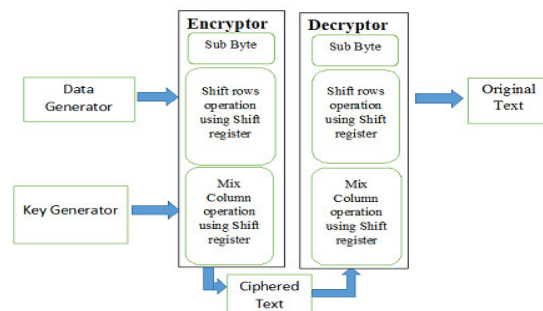 Encryptor
Sub Byte
Shift rows
operation
using Shift
register
Mix
Column
operation
using Shift
register
Decryptor
Sub Byte
Shift rows
operation
using Shift
register
Mix
Column
operation
using Shift
register
Data
Generator
Key Generator
Original
Text
Ciphered
Text